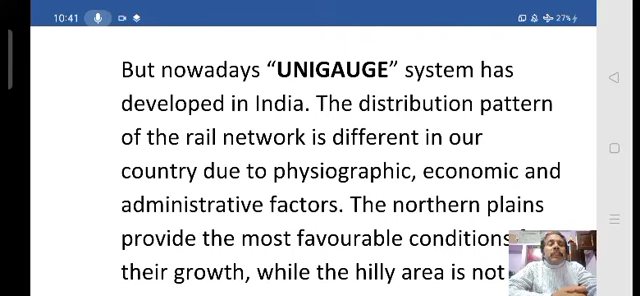 10:41
27%
But nowadays “UNIGAUGE” system has
developed in India. The distribution pattern
of the rail network is different in our
country due to physiographic, economic and
administrative factors. The northern plains
provide the most favourable conditions
their growth, while the hilly area is not